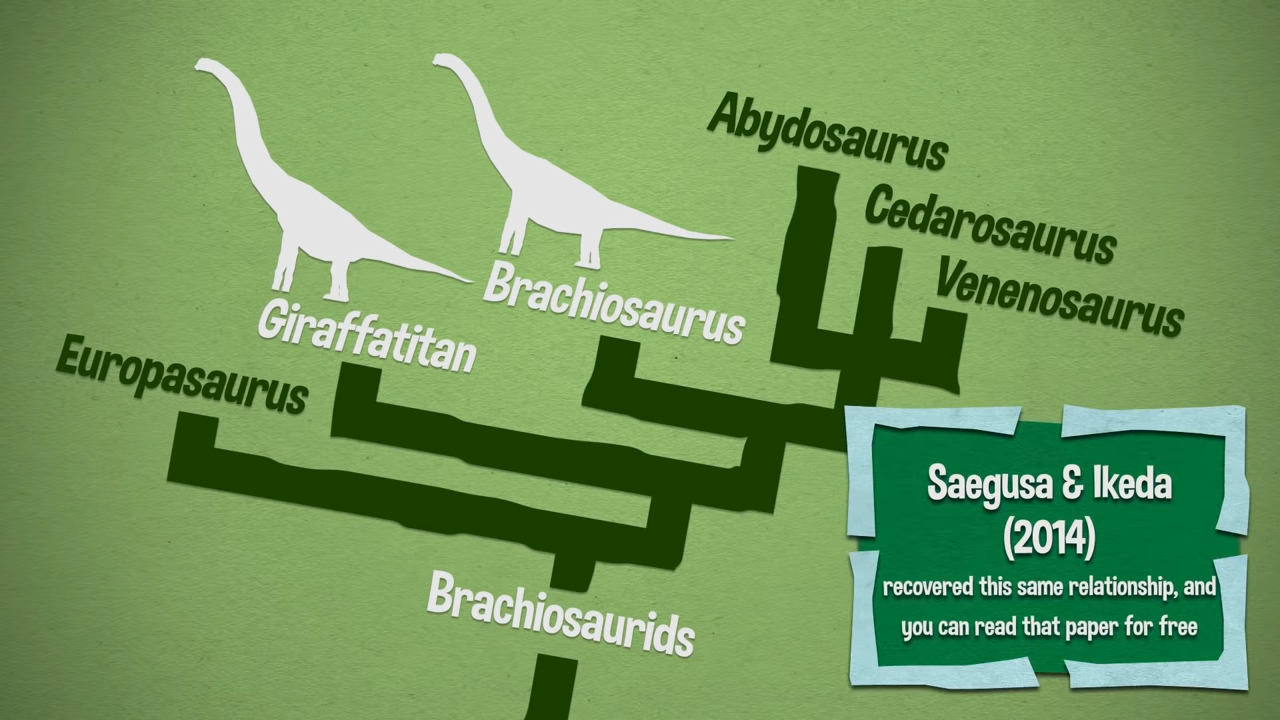 Abydosaurus
Cedarosaurus
Venenosaurus
Brachiosaurus
Giraffatitan
Europasaurus
Brachiosaurids
Saegusa & Ikeda
(2014)
recovered this same relationship, and
you can read that paper for free